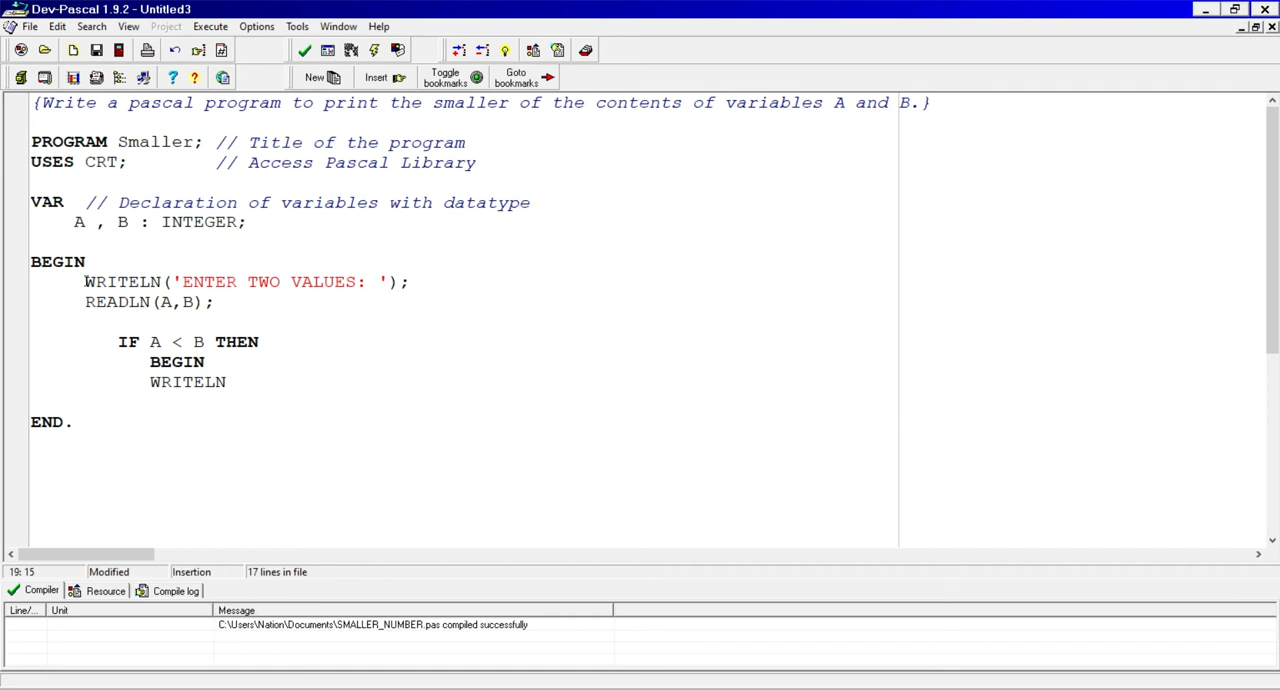 Dev-Pascal 1.9.2 - Untitled3
File Edit Search View Project Execute Options Tools Window Help
New Insert Toggle bookmarks Goto bookmarks
{Write a pascal program to print the smaller of the contents of variables A and B.}
PROGRAM Smaller; // Title of the program
USES CRT; // Access Pascal Library
VAR // Declaration of variables with datatype
A , B : INTEGER;
BEGIN
WRITELN('ENTER TWO VALUES: ');
READLN(A,B);
IF A < B THEN
BEGIN
WRITELN
END.
19: 15 Modified Insertion 17 lines in file
Compiler Resource Compile log
Line/... Unit Message
C:\Users\Nation\Documents\SMALLER_NUMBER.pas compiled successfully